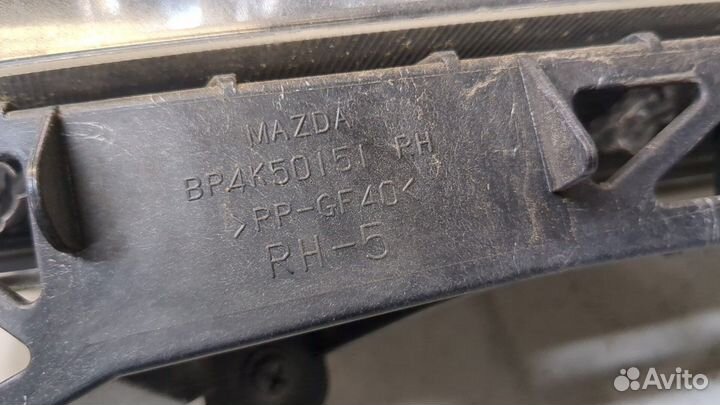 MAZDA
BP4K50151 RH
>PP-GF40<
RH-5
Avito